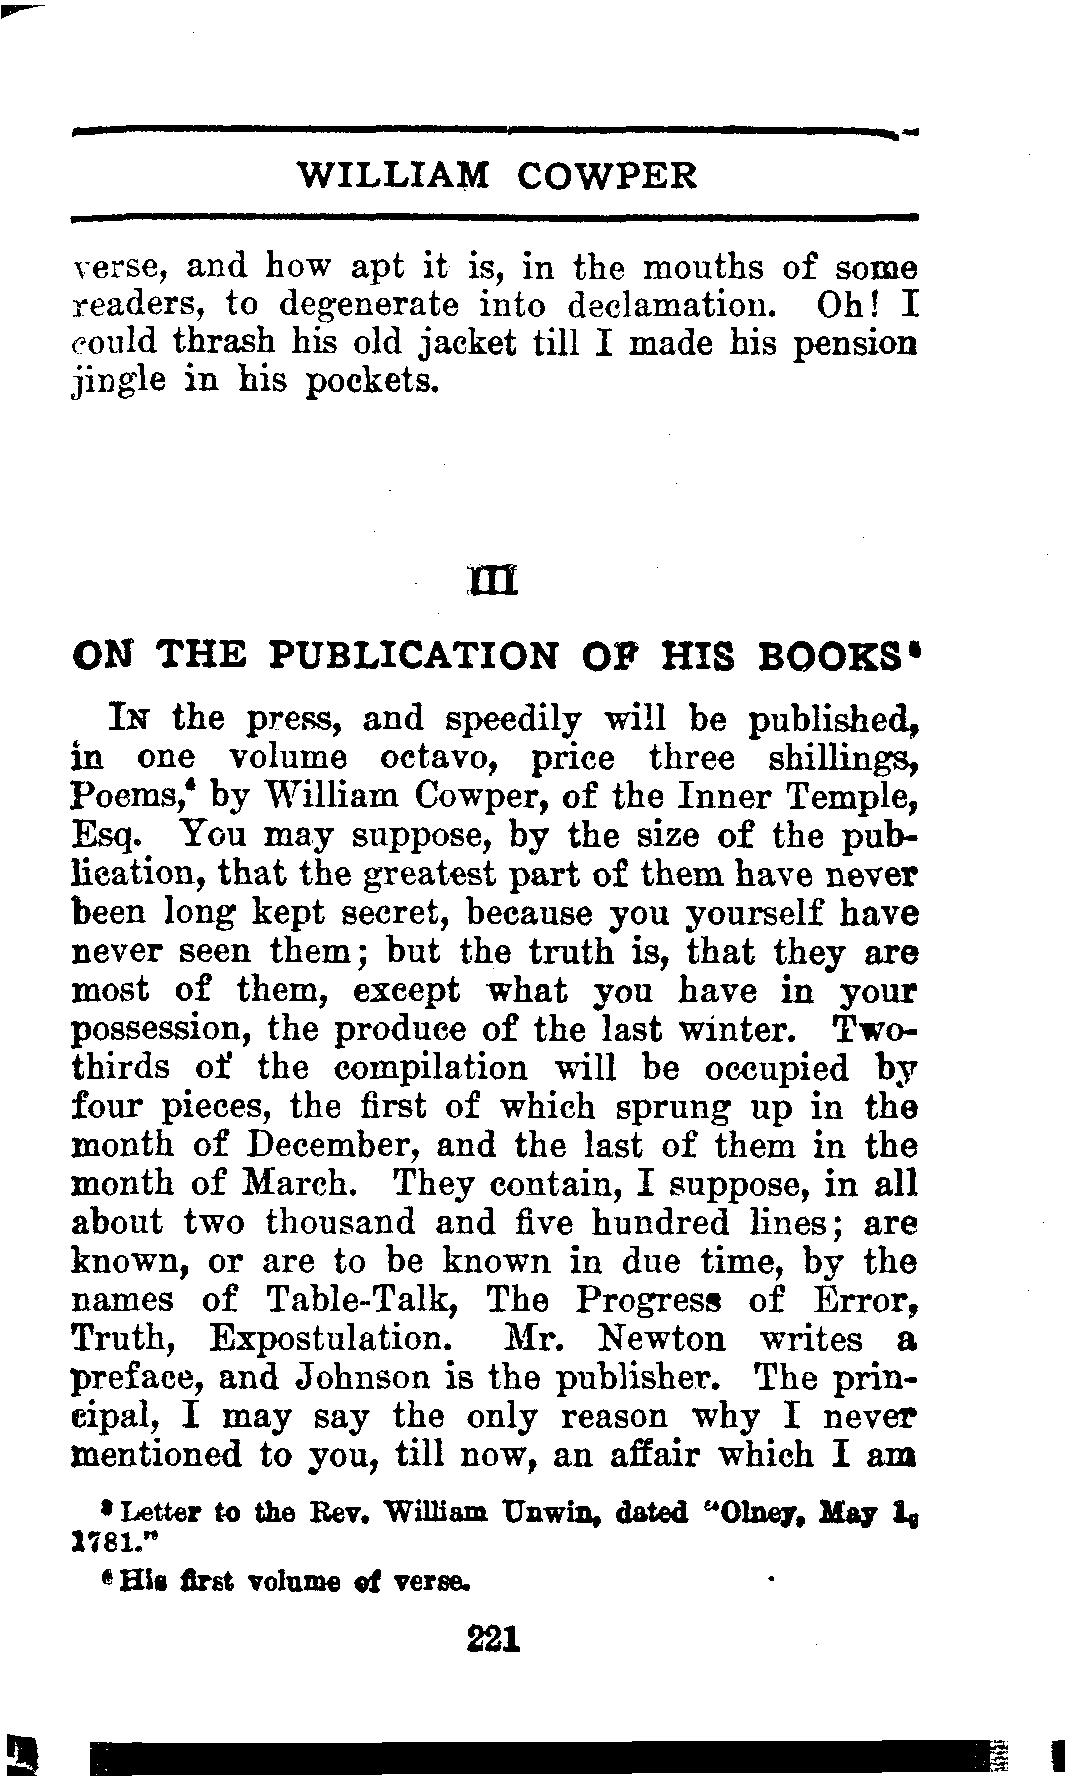 WILLIAM COWPER
verse, and how apt it is, in the mouths of some
readers, to degenerate into declamation. Oh! I
could thrash his old jacket till I made his pension
jingle in his pockets.
III
ON THE PUBLICATION OF HIS BOOKS⁵
IN the press, and speedily will be published,
in one volume octavo, price three shillings,
Poems,⁶ by William Cowper, of the Inner Temple,
Esq. You may suppose, by the size of the pub-
lication, that the greatest part of them have never
been long kept secret, because you yourself have
never seen them; but the truth is, that they are
most of them, except what you have in your
possession, the produce of the last winter. Two-
thirds of the compilation will be occupied by
four pieces, the first of which sprung up in the
month of December, and the last of them in the
month of March. They contain, I suppose, in all
about two thousand and five hundred lines; are
known, or are to be known in due time, by the
names of Table-Talk, The Progress of Error,
Truth, Expostulation. Mr. Newton writes a
preface, and Johnson is the publisher. The prin-
cipal, I may say the only reason why I never
mentioned to you, till now, an affair which I am
⁵ Letter to the Rev. William Unwin, dated "Olney, May 1,
1781."
⁶ His first volume of verse.
221